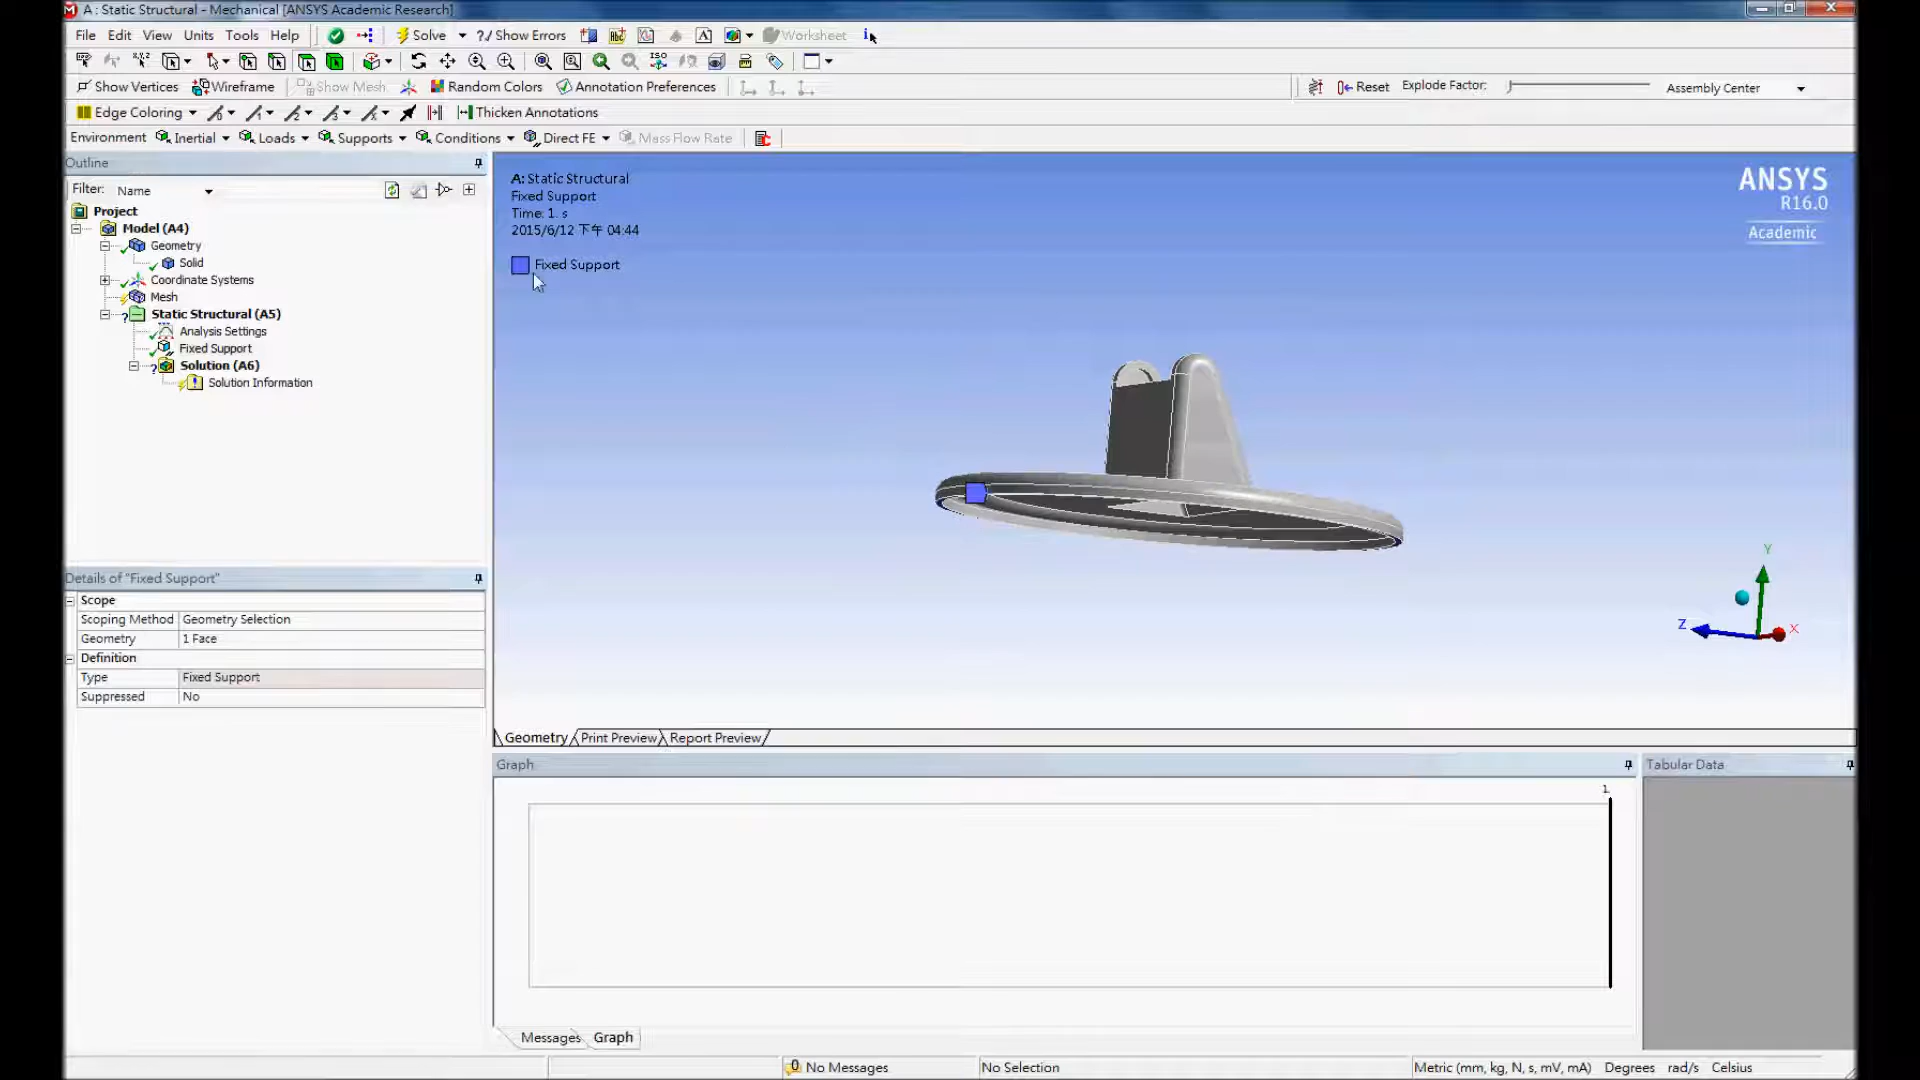 A : Static Structural - Mechanical [ANSYS Academic Research]
File Edit View Units Tools Help Solve ?/ Show Errors Worksheet
Show Vertices Wireframe Show Mesh Random Colors Annotation Preferences Reset Explode Factor: Assembly Center
Edge Coloring Thicken Annotations
Environment Inertial Loads Supports Conditions Direct FE Mass Flow Rate
Outline
Filter: Name
Project
Model (A4)
Geometry
Solid
Coordinate Systems
Mesh
Static Structural (A5)
Analysis Settings
Fixed Support
Solution (A6)
Solution Information
Details of "Fixed Support"
Scope
Scoping Method Geometry Selection
Geometry 1 Face
Definition
Type Fixed Support
Suppressed No
A: Static Structural
Fixed Support
Time: 1. s
2015/6/12 下午 04:44
Fixed Support
ANSYS
R16.0
Academic
Y
Z
X
Geometry Print Preview Report Preview
Graph
1.
Tabular Data
Messages Graph
0 No Messages No Selection Metric (mm, kg, N, s, mV, mA) Degrees rad/s Celsius